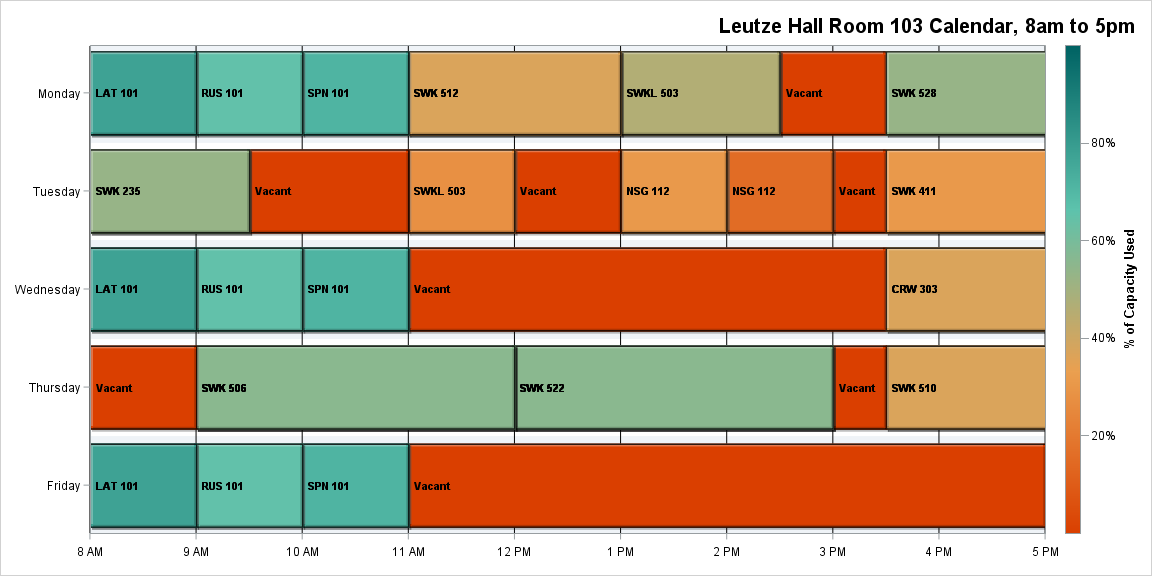 Leutze Hall Room 103 Calendar, 8am to 5pm
Monday
LAT 101
RUS 101
SPN 101
SWK 512
SWKL 503
Vacant
SWK 528
Tuesday
SWK 235
Vacant
SWKL 503
Vacant
NSG 112
NSG 112
Vacant
SWK 411
Wednesday
LAT 101
RUS 101
SPN 101
Vacant
CRW 303
Thursday
Vacant
SWK 506
SWK 522
Vacant
SWK 510
Friday
LAT 101
RUS 101
SPN 101
Vacant
8 AM
9 AM
10 AM
11 AM
12 PM
1 PM
2 PM
3 PM
4 PM
5 PM
80%
60%
40%
20%
% of Capacity Used